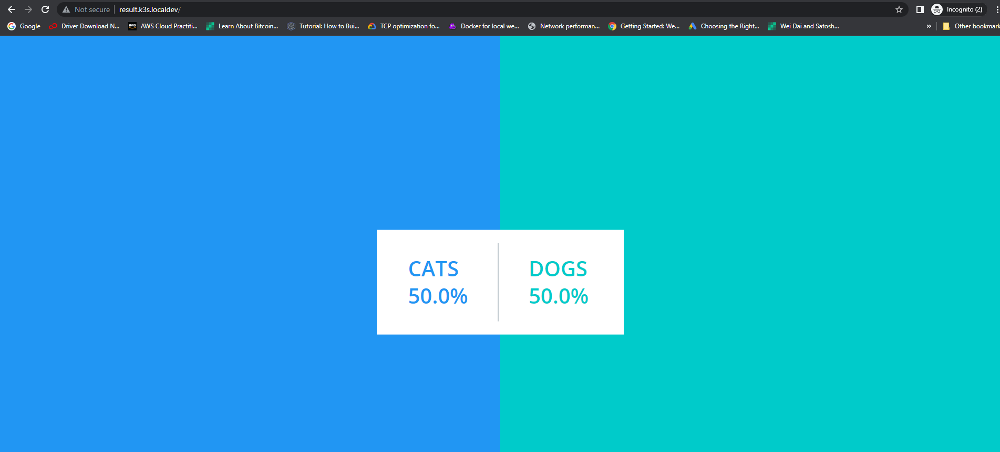 Not secure result.k3s.localdev/ Incognito (2)
Google Driver Download N... AWS Cloud Practiti... Learn About Bitcoin... Tutorial: How to Bui... TCP optimization fo... Docker for local we... Network performan... Getting Started: We... Choosing the Right... Wei Dai and Satosh... » Other bookmark
CATS
50.0%
DOGS
50.0%